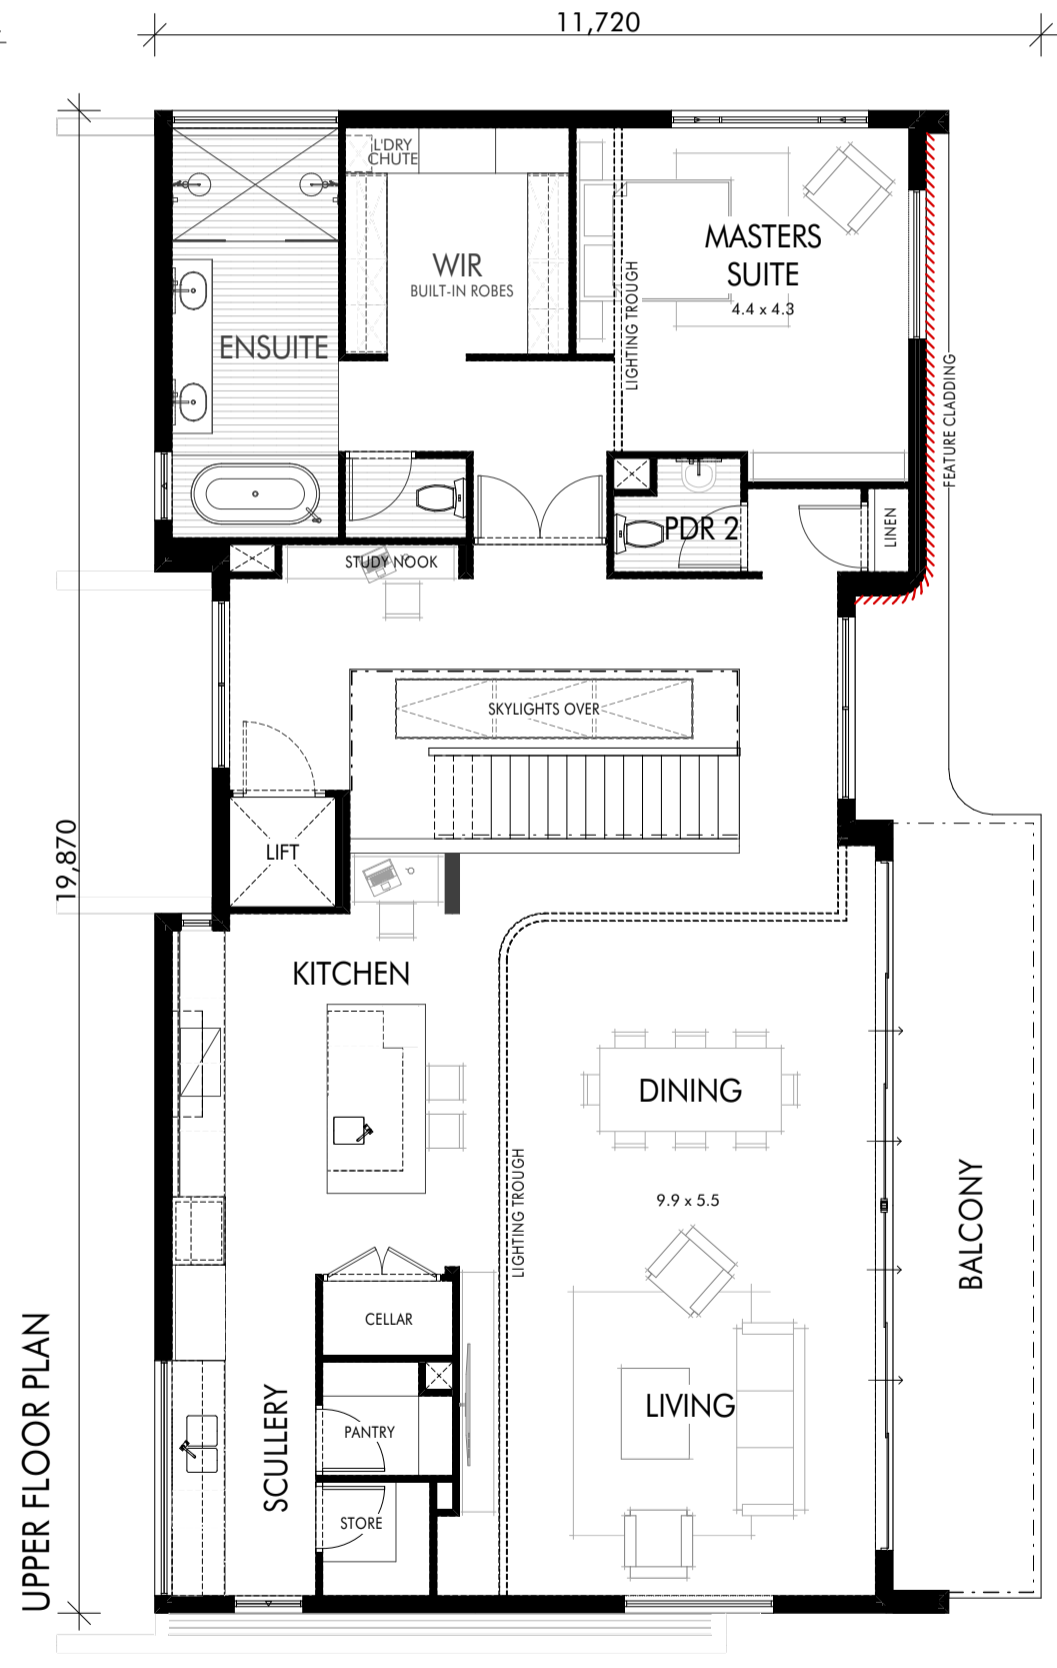 11,720
L'DRY
CHUTE
WIR
BUILT-IN ROBES
MASTERS
SUITE
4.4 x 4.3
LIGHTING TROUGH
ENSUITE
FEATURE CLADDING
PDR 2
LINEN
STUDY NOOK
SKYLIGHTS OVER
19,870
LIFT
KITCHEN
DINING
9.9 x 5.5
LIGHTING TROUGH
BALCONY
CELLAR
LIVING
PANTRY
SCULLERY
STORE
UPPER FLOOR PLAN